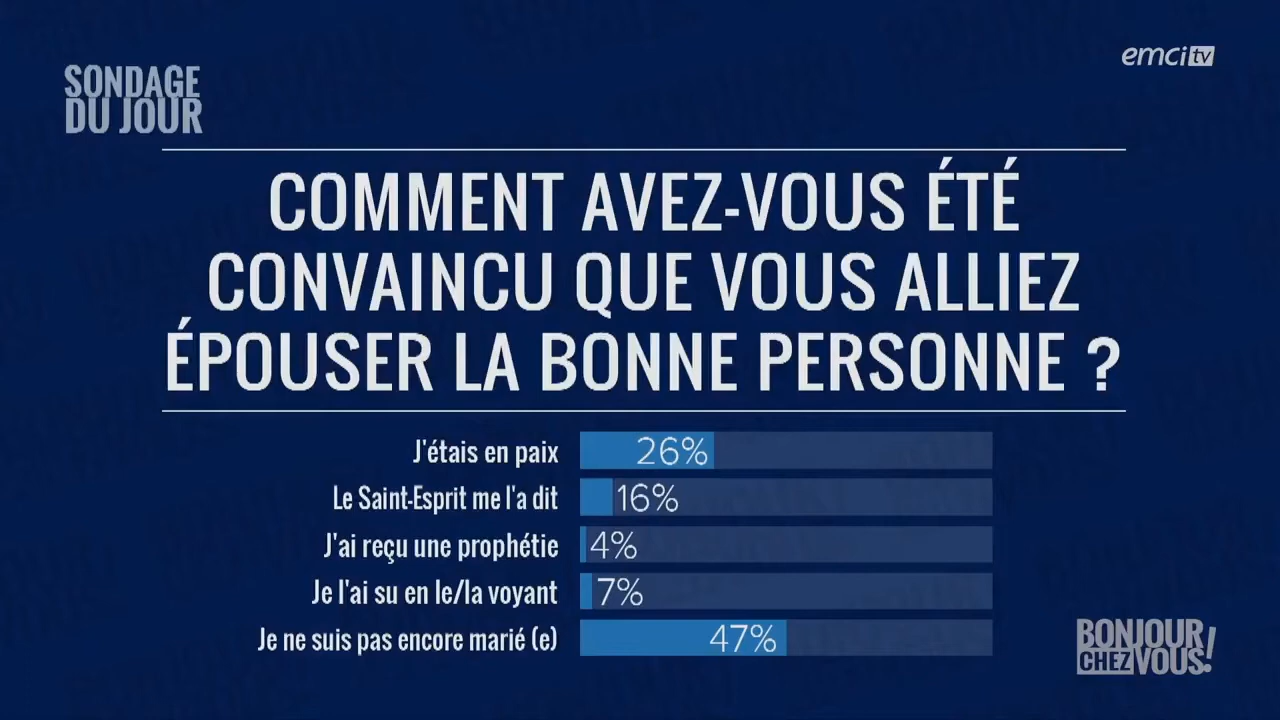 emci tv
SONDAGE
DU JOUR
COMMENT AVEZ-VOUS ÉTÉ
CONVAINCU QUE VOUS ALLIEZ
ÉPOUSER LA BONNE PERSONNE ?
J'étais en paix 26%
Le Saint-Esprit me l'a dit 16%
J'ai reçu une prophétie 4%
Je l'ai su en le/la voyant 7%
Je ne suis pas encore marié (e) 47%
BONJOUR
CHEZ VOUS!